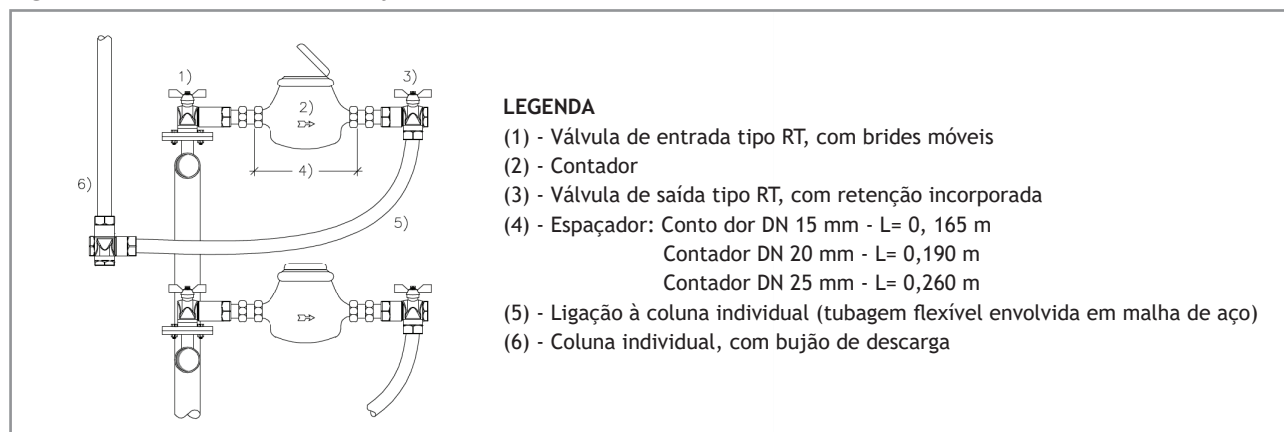 1)
2)
3)
4)
5)
6)
LEGENDA
(1) - Válvula de entrada tipo RT, com brides móveis
(2) - Contador
(3) - Válvula de saída tipo RT, com retenção incorporada
(4) - Espaçador: Conto dor DN 15 mm - L= 0, 165 m
Contador DN 20 mm - L= 0,190 m
Contador DN 25 mm - L= 0,260 m
(5) - Ligação à coluna individual (tubagem flexível envolvida em malha de aço)
(6) - Coluna individual, com bujão de descarga